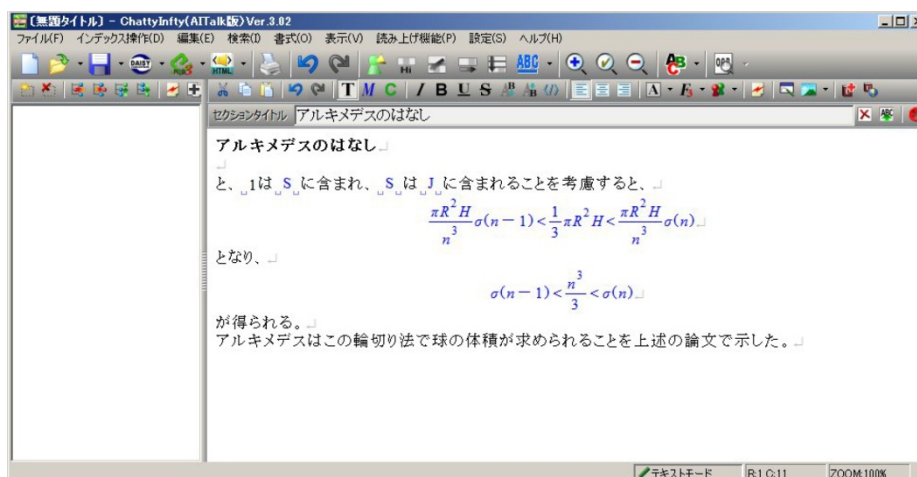 〔無題タイトル〕 - ChattyInfty(AITalk版) Ver.3.02
ファイル(F) インデックス操作(D) 編集(E) 検索(I) 書式(O) 表示(V) 読み上げ機能(P) 設定(S) ヘルプ(H)
DAISY HTML Hi ABC
T M C I B U S
セクションタイトル アルキメデスのはなし
アルキメデスのはなし
と、 1は S に含まれ、 S は J に含まれることを考慮すると、
πR²H/n³ σ(n − 1) < 1/3 πR²H < πR²H/n³ σ(n)
となり、
σ(n − 1) < n³/3 < σ(n)
が得られる。
アルキメデスはこの輪切り法で球の体積が求められることを上述の論文で示した。
テキストモード R:1 C:11 ZOOM:100%